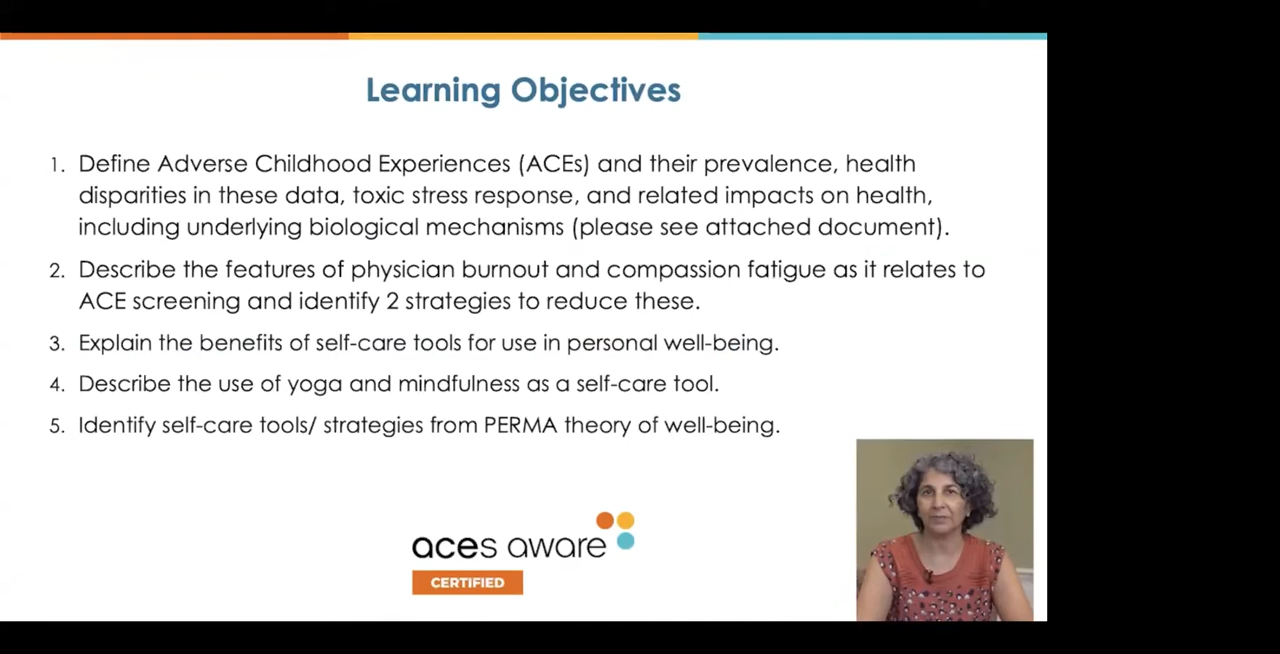 Learning Objectives
1. Define Adverse Childhood Experiences (ACEs) and their prevalence, health
disparities in these data, toxic stress response, and related impacts on health,
including underlying biological mechanisms (please see attached document).
2. Describe the features of physician burnout and compassion fatigue as it relates to
ACE screening and identify 2 strategies to reduce these.
3. Explain the benefits of self-care tools for use in personal well-being.
4. Describe the use of yoga and mindfulness as a self-care tool.
5. Identify self-care tools/ strategies from PERMA theory of well-being.
aces aware
CERTIFIED